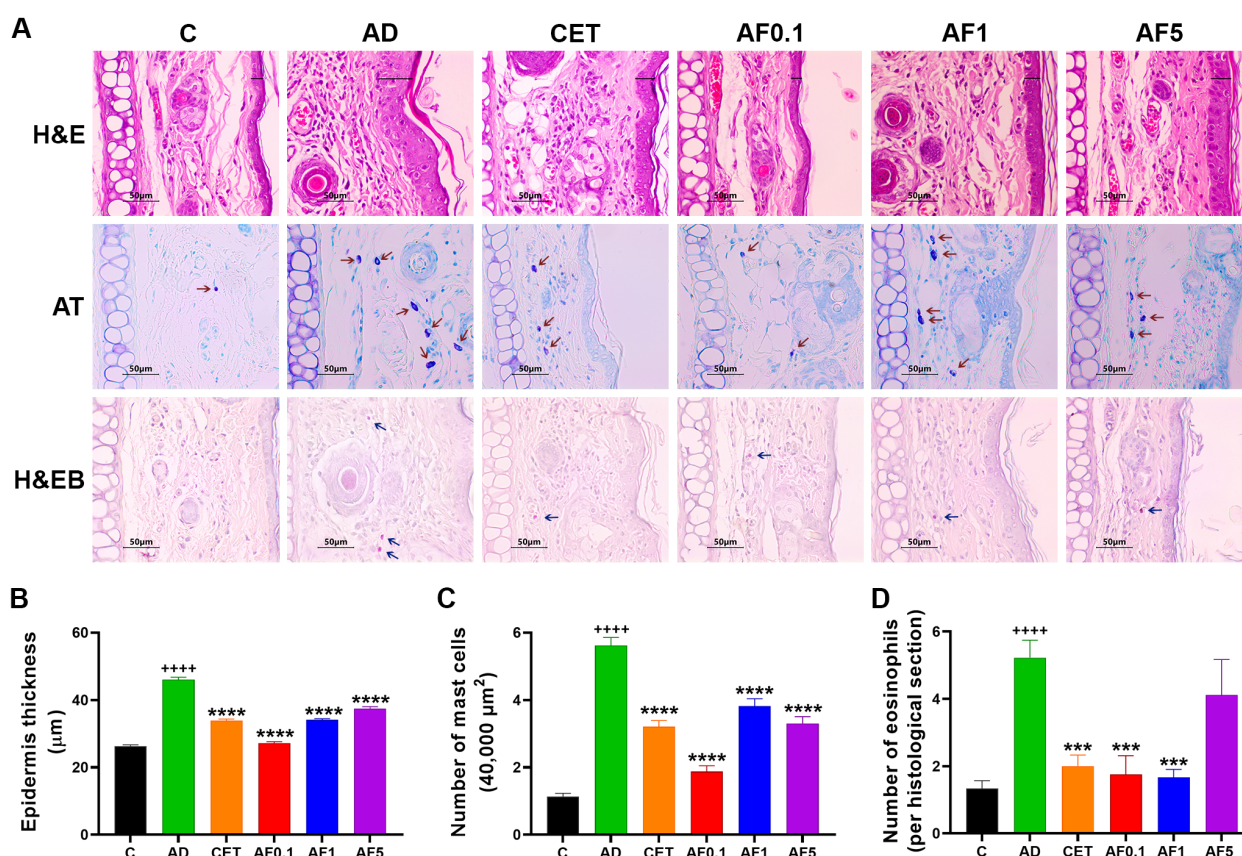 A
C AD CET AF0.1 AF1 AF5
H&E
50µm 50µm 50µm 50µm 50µm 50µm
AT
50µm 50µm 50µm 50µm 50µm 50µm
H&EB
50µm 50µm 50µm 50µm 50µm 50µm
B
Epidermis thickness
(µm)
60
40
20
0
++++
**** **** **** ****
C AD CET AF0.1 AF1 AF5
C
Number of mast cells
(40,000 µm²)
6
4
2
0
++++
**** **** **** ****
C AD CET AF0.1 AF1 AF5
D
Number of eosinophils
(per histological section)
6
4
2
0
++++
*** *** ***
C AD CET AF0.1 AF1 AF5